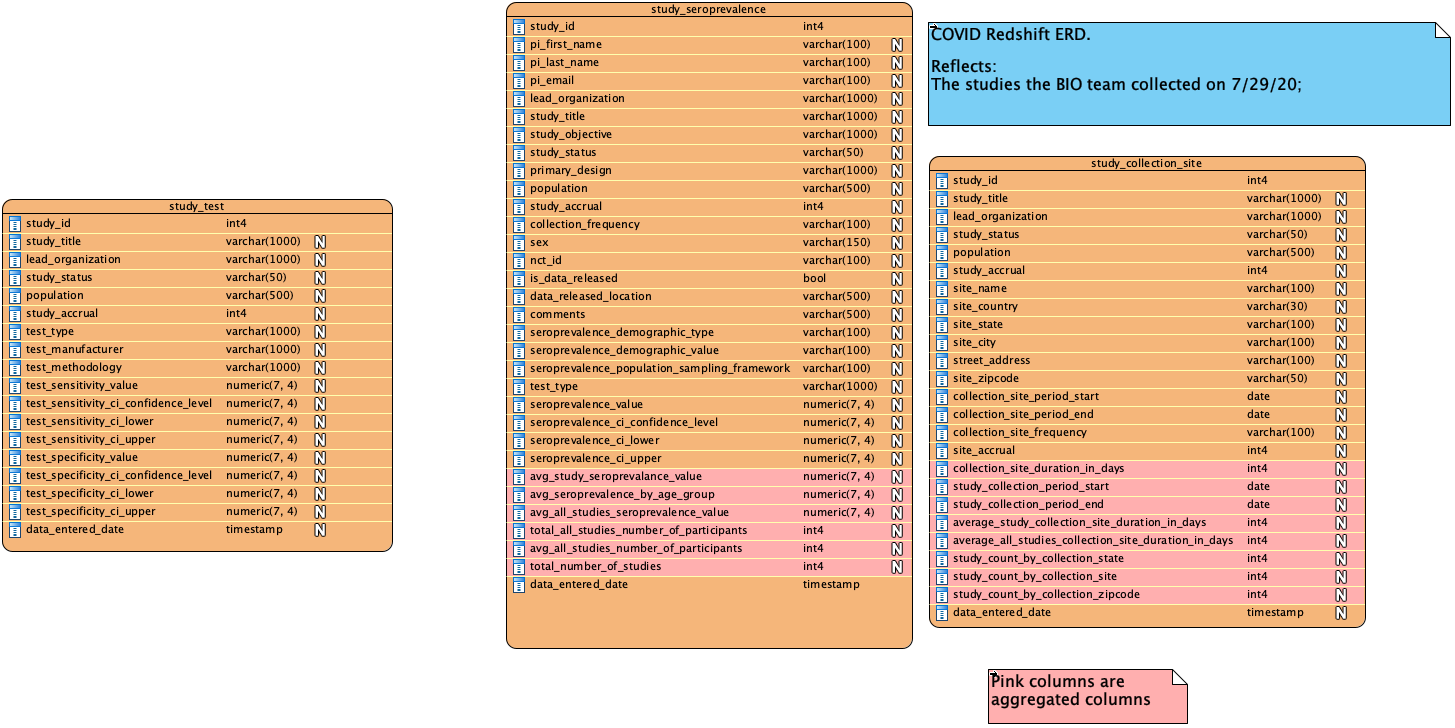 study_test
study_id int4
study_title varchar(1000) N
lead_organization varchar(1000) N
study_status varchar(50) N
population varchar(500) N
study_accrual int4 N
test_type varchar(1000) N
test_manufacturer varchar(1000) N
test_methodology varchar(1000) N
test_sensitivity_value numeric(7, 4) N
test_sensitivity_ci_confidence_level numeric(7, 4) N
test_sensitivity_ci_lower numeric(7, 4) N
test_sensitivity_ci_upper numeric(7, 4) N
test_specificity_value numeric(7, 4) N
test_specificity_ci_confidence_level numeric(7, 4) N
test_specificity_ci_lower numeric(7, 4) N
test_specificity_ci_upper numeric(7, 4) N
data_entered_date timestamp N
study_seroprevalence
study_id int4
pi_first_name varchar(100) N
pi_last_name varchar(100) N
pi_email varchar(100) N
lead_organization varchar(1000) N
study_title varchar(1000) N
study_objective varchar(1000) N
study_status varchar(50) N
primary_design varchar(1000) N
population varchar(500) N
study_accrual int4 N
collection_frequency varchar(100) N
sex varchar(150) N
nct_id varchar(100) N
is_data_released bool N
data_released_location varchar(500) N
comments varchar(500) N
seroprevalence_demographic_type varchar(100) N
seroprevalence_demographic_value varchar(100) N
seroprevalence_population_sampling_framework varchar(100) N
test_type varchar(1000) N
seroprevalence_value numeric(7, 4) N
seroprevalence_ci_confidence_level numeric(7, 4) N
seroprevalence_ci_lower numeric(7, 4) N
seroprevalence_ci_upper numeric(7, 4) N
avg_study_seroprevalance_value numeric(7, 4) N
avg_seroprevalence_by_age_group numeric(7, 4) N
avg_all_studies_seroprevalence_value numeric(7, 4) N
total_all_studies_number_of_participants int4 N
avg_all_studies_number_of_participants int4 N
total_number_of_studies int4 N
data_entered_date timestamp
COVID Redshift ERD.
Reflects:
The studies the BIO team collected on 7/29/20;
study_collection_site
study_id int4
study_title varchar(1000) N
lead_organization varchar(1000) N
study_status varchar(50) N
population varchar(500) N
study_accrual int4 N
site_name varchar(100) N
site_country varchar(30) N
site_state varchar(100) N
site_city varchar(100) N
street_address varchar(100) N
site_zipcode varchar(50) N
collection_site_period_start date N
collection_site_period_end date N
collection_site_frequency varchar(100) N
site_accrual int4 N
collection_site_duration_in_days int4 N
study_collection_period_start date N
study_collection_period_end date N
average_study_collection_site_duration_in_days int4 N
average_all_studies_collection_site_duration_in_days int4 N
study_count_by_collection_state int4 N
study_count_by_collection_site int4 N
study_count_by_collection_zipcode int4 N
data_entered_date timestamp N
Pink columns are
aggregated columns